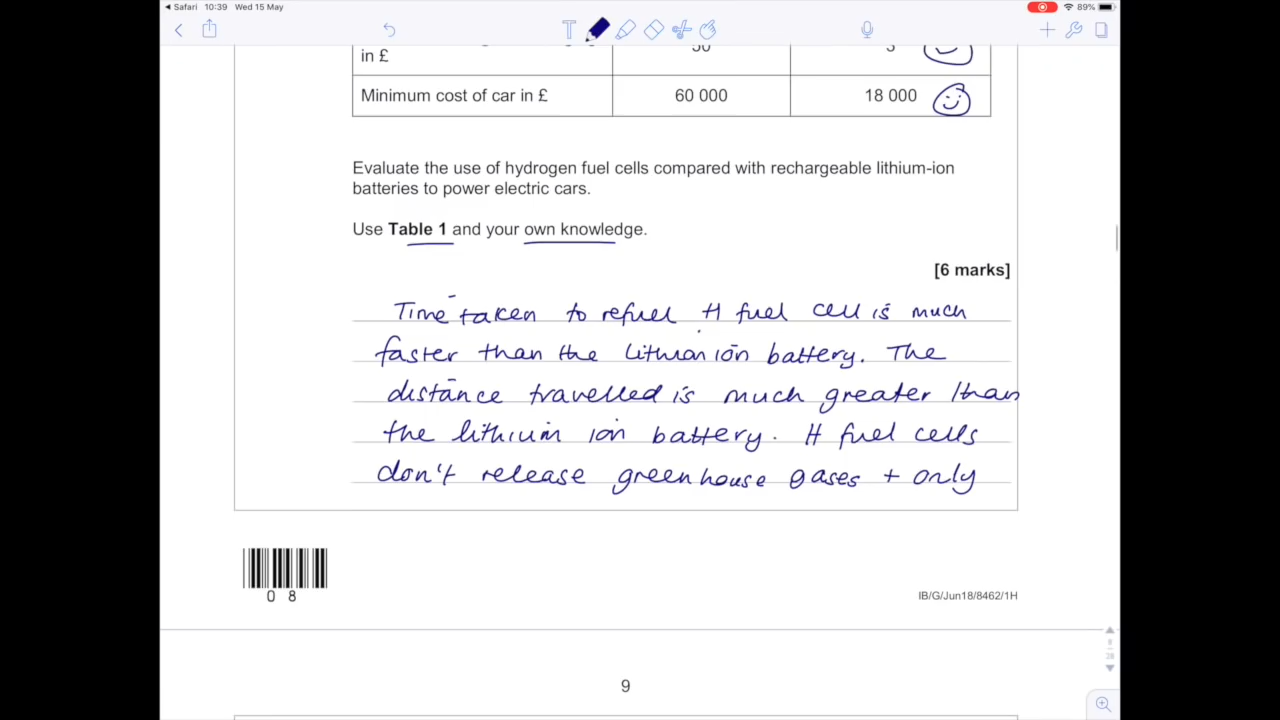 Safari 10:39 Wed 15 May 89%
T
in £ 50 5
Minimum cost of car in £ 60 000 18 000
Evaluate the use of hydrogen fuel cells compared with rechargeable lithium-ion
batteries to power electric cars.
Use Table 1 and your own knowledge.
[6 marks]
Time taken to refuel H fuel cell is much
faster than the lithium ion battery. The
distance travelled is much greater than
the lithium ion battery. H fuel cells
don't release greenhouse gases + only
0 8
IB/G/Jun18/8462/1H
8
28
9